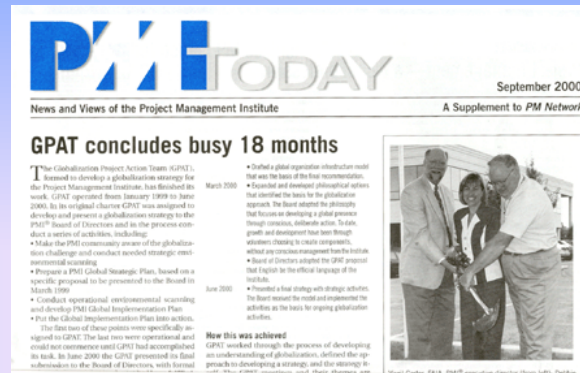 PMI TODAY
September 2000
News and Views of the Project Management Institute
A Supplement to PM Network
GPAT concludes busy 18 months
The Globalization Project Action Team (GPAT),
formed to develop a globalization strategy for
the Project Management Institute, has finished its
work. GPAT operated from January 1999 to June
2000. In its original charter GPAT was assigned to
develop and present a globalization strategy to the
PMI® Board of Directors and in the process con-
duct a series of activities, including:
• Make the PMI community aware of the globaliza-
tion challenge and conduct needed strategic envi-
ronmental scanning
• Prepare a PMI Global Strategic Plan, based on a
specific proposal to be presented to the Board in
March 1999
• Conduct operational environmental scanning
and develop PMI Global Implementation Plan
• Put the Global Implementation Plan into action.
The first two of these points were specifically as-
signed to GPAT. The last two were operational and
could not commence until GPAT had accomplished
its task. In June 2000 the GPAT presented its final
submission to the Board of Directors, with formal
• Drafted a global organization infrastructure model
that was the basis of the final recommendation.
March 2000
• Expanded and developed philosophical options
that identified the basis for the globalization
approach. The Board adopted the philosophy
that focuses on developing a global presence
through conscious, deliberate action. To date,
growth and development have been through
volunteers choosing to create components,
without any conscious management from the Institute.
• Board of Directors adopted the GPAT proposal
that English be the official language of the
Institute.
June 2000
• Presented a final strategy with strategic activities.
The Board received the model and implemented the
activities as the basis for ongoing globalization
activities.
How this was achieved
GPAT worked through the process of developing
an understanding of globalization, defined the ap-
proach to developing a strategy, and the strategy it-